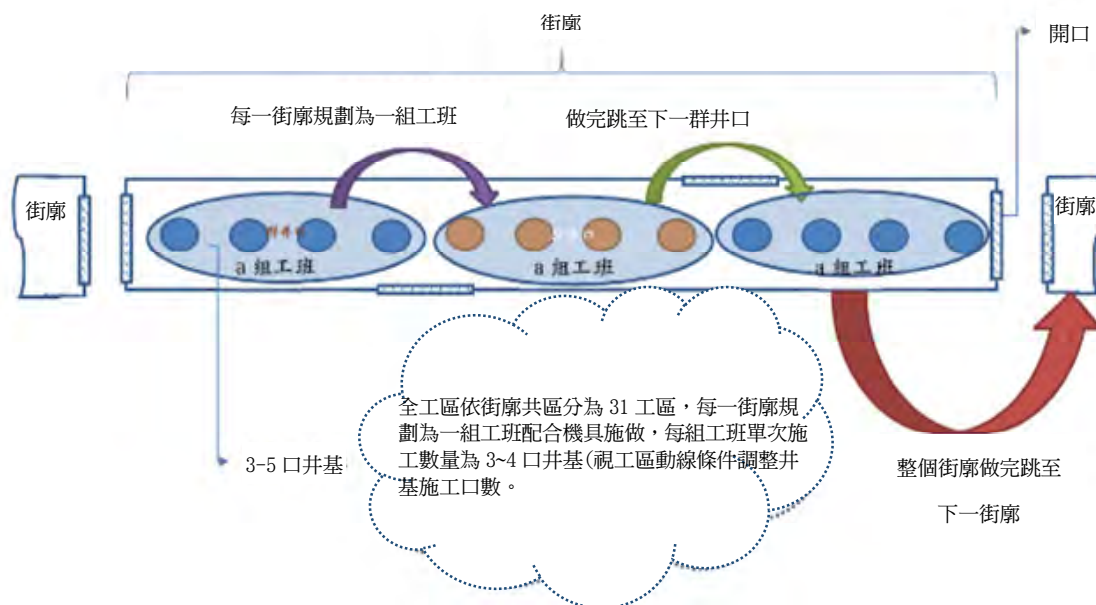 街廓
開口
每一街廓規劃為一組工班
做完跳至下一群井口
街廓
街廓
a 組工班
a 組工班
a 組工班
全工區依街廓共區分為 31 工區，每一街廓規
劃為一組工班配合機具施做，每組工班單次施
工數量為 3~4 口井基(視工區動線條件調整井
基施工口數。
3-5 口井基
整個街廓做完跳至
下一街廓